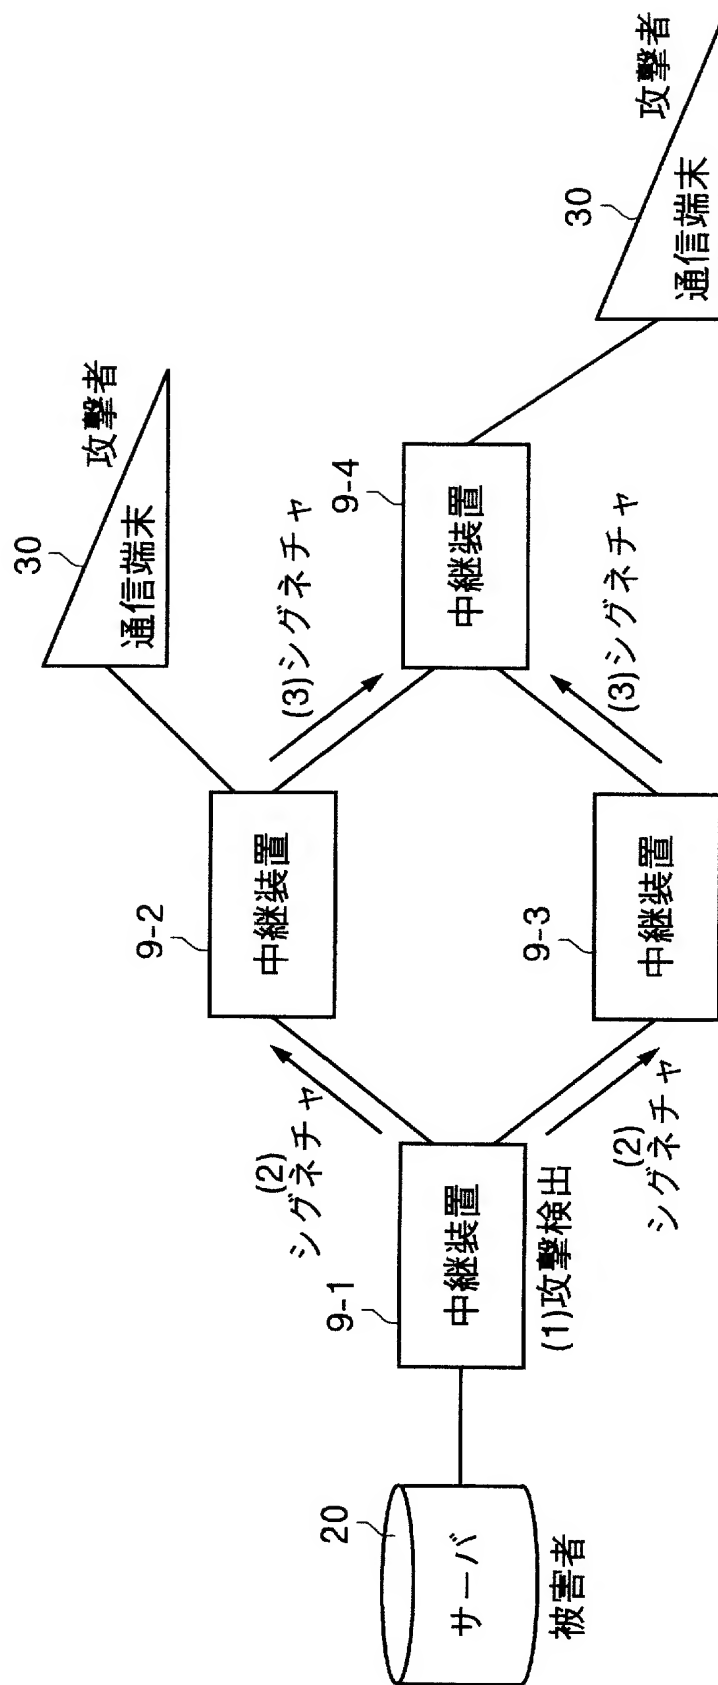 20
サーバ
被害者
9-1
中継装置
(1)攻撃検出
(2)
シグネチャ
(2)
シグネチャ
9-2
中継装置
9-3
中継装置
(3)シグネチャ
(3)シグネチャ
9-4
中継装置
30
通信端末
攻撃者
30
通信端末
攻撃者